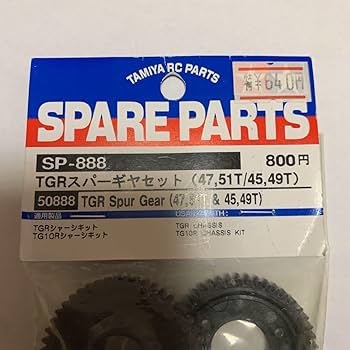 TAMIYA RC PARTS
640円
SPARE PARTS
SP-888
800円
TGRスパーギヤセット (47,51T/45,49T)
50888 TGR Spur Gear (47,51T & 45,49T)
適用製品
USABLE WITH:
TGRシャーシキット
TGR CHASSIS
TG10Rシャーシキット
TG10R CHASSIS KIT